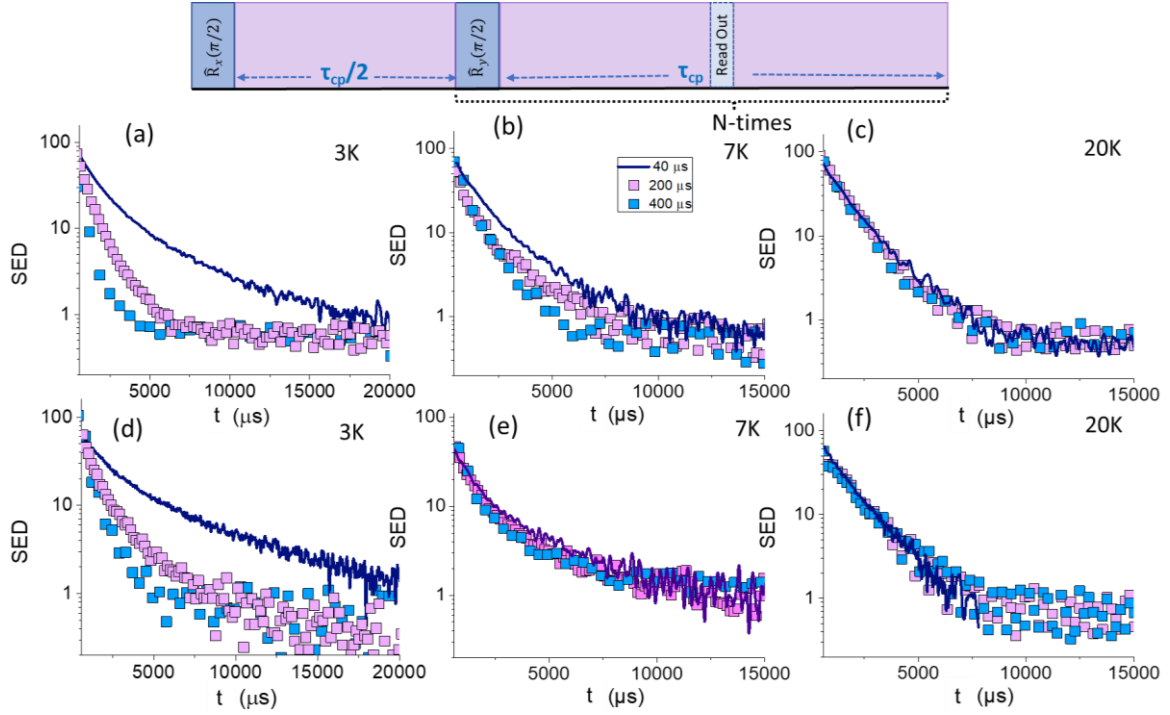 R̂ₓ(π/2)
τcp/2
R̂y(π/2)
τcp
Read Out
N-times
(a)
3K
(b)
7K
(c)
20K
40 μs
200 μs
400 μs
100
10
1
SED
5000 10000 15000 20000
t (μs)
100
10
1
SED
5000 10000 15000
t (μs)
100
10
1
SED
5000 10000 15000
t (μs)
(d)
3K
(e)
7K
(f)
20K
100
10
1
SED
5000 10000 15000 20000
t (μs)
100
10
1
SED
5000 10000 15000
t (μs)
100
10
1
SED
5000 10000 15000
t (μs)